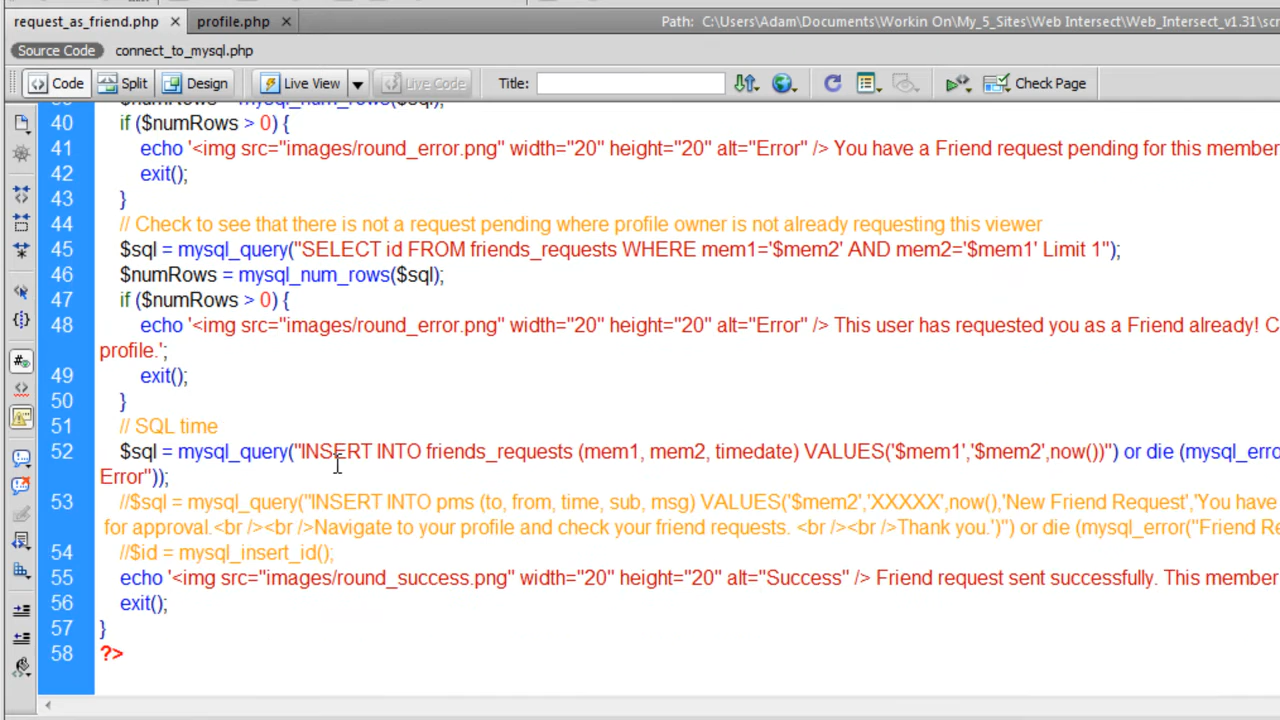 request_as_friend.php × profile.php × Path: C:\Users\Adam\Documents\Workin On\My_5_Sites\Web Intersect\Web_Intersect_v1.31\scr
Source Code connect_to_mysql.php
Code Split Design Live View Live Code Title: Check Page
$numRows = mysql_num_rows($sql);
40 if ($numRows > 0) {
41 echo '<img src="images/round_error.png" width="20" height="20" alt="Error" /> You have a Friend request pending for this member
42 exit();
43 }
44 // Check to see that there is not a request pending where profile owner is not already requesting this viewer
45 $sql = mysql_query("SELECT id FROM friends_requests WHERE mem1='$mem2' AND mem2='$mem1' Limit 1");
46 $numRows = mysql_num_rows($sql);
47 if ($numRows > 0) {
48 echo '<img src="images/round_error.png" width="20" height="20" alt="Error" /> This user has requested you as a Friend already! C
profile.';
49 exit();
50 }
51 // SQL time
52 $sql = mysql_query("INSERT INTO friends_requests (mem1, mem2, timedate) VALUES('$mem1','$mem2',now())") or die (mysql_erro
Error"));
53 //$sql = mysql_query("INSERT INTO pms (to, from, time, sub, msg) VALUES('$mem2','XXXXX',now(),'New Friend Request','You have
for approval.<br /><br />Navigate to your profile and check your friend requests. <br /><br />Thank you.')") or die (mysql_error("Friend Re
54 //$id = mysql_insert_id();
55 echo '<img src="images/round_success.png" width="20" height="20" alt="Success" /> Friend request sent successfully. This member
56 exit();
57 }
58 ?>